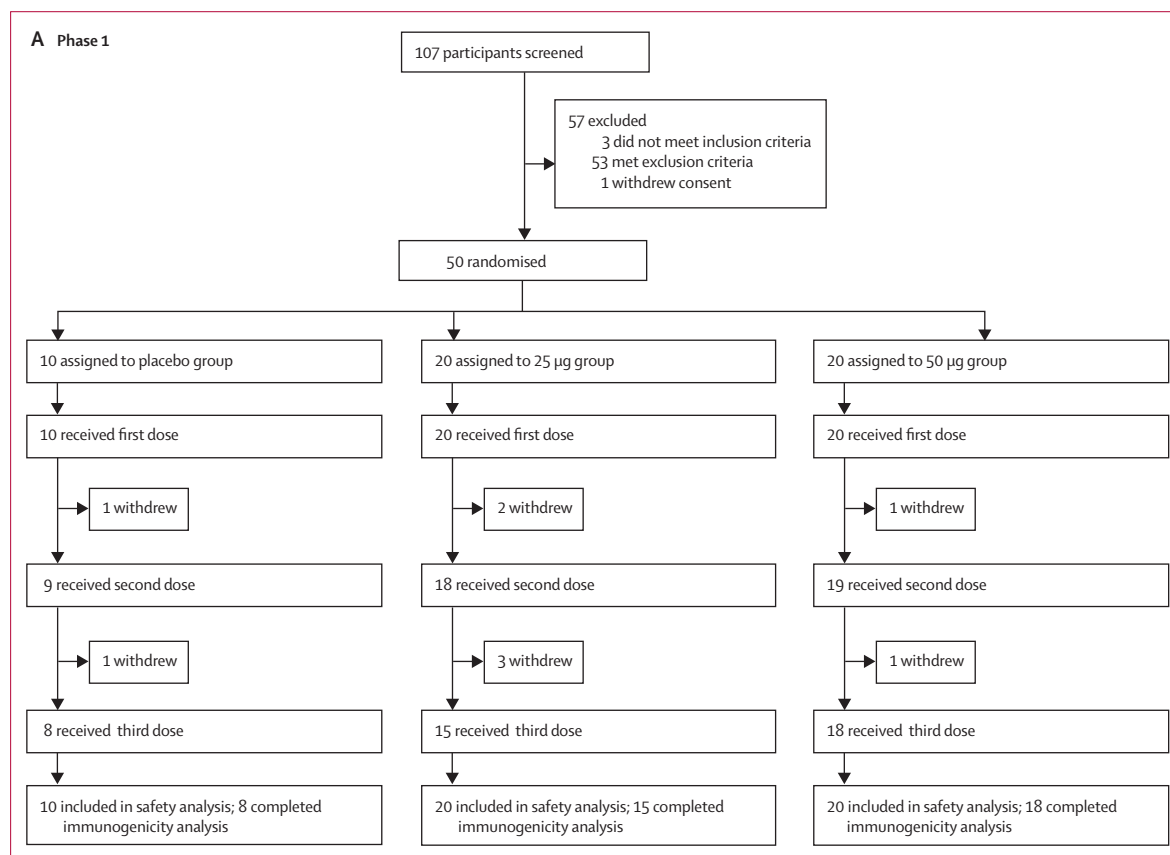 A Phase 1
107 participants screened
57 excluded
3 did not meet inclusion criteria
53 met exclusion criteria
1 withdrew consent
50 randomised
10 assigned to placebo group
20 assigned to 25 µg group
20 assigned to 50 µg group
10 received first dose
20 received first dose
20 received first dose
1 withdrew
2 withdrew
1 withdrew
9 received second dose
18 received second dose
19 received second dose
1 withdrew
3 withdrew
1 withdrew
8 received third dose
15 received third dose
18 received third dose
10 included in safety analysis; 8 completed
immunogenicity analysis
20 included in safety analysis; 15 completed
immunogenicity analysis
20 included in safety analysis; 18 completed
immunogenicity analysis